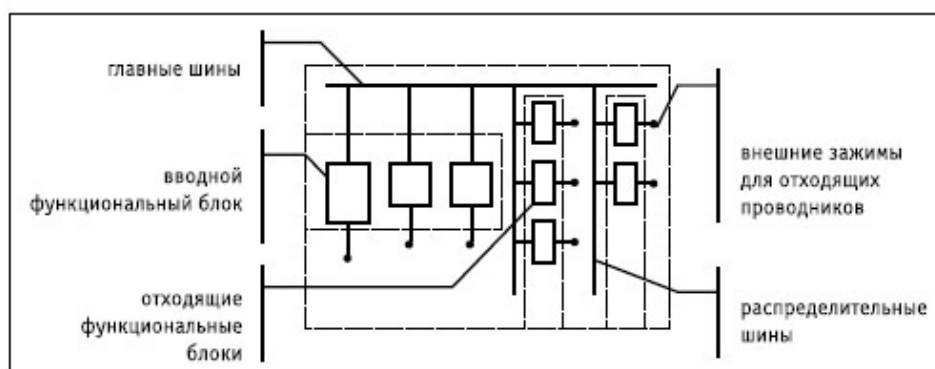 главные шины
вводной
функциональный блок
отходящие
функциональные
блоки
внешние зажимы
для отходящих
проводников
распределительные
шины